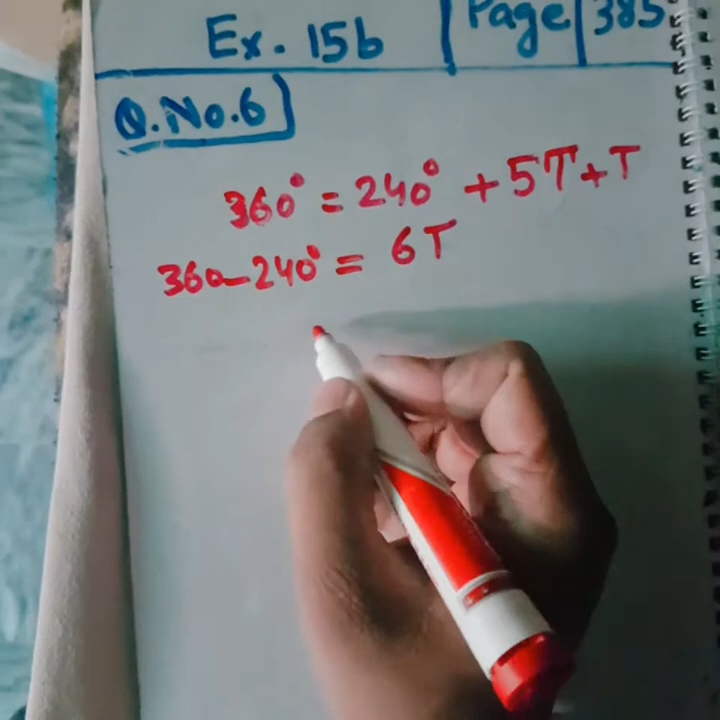 Ex. 15b | Page | 385
Q.No.6
360° = 240° + 5T + T
360-240° = 6T